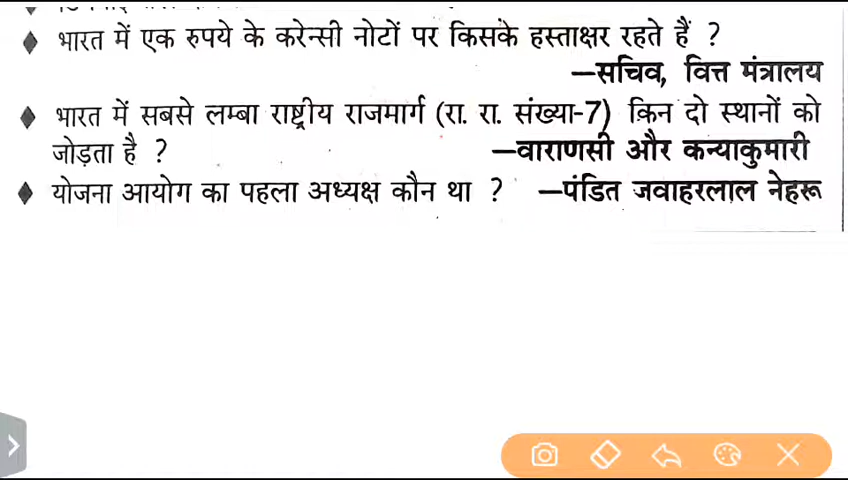 भारत में एक रुपये के करेन्सी नोटों पर किसके हस्ताक्षर रहते हैं ?
—सचिव, वित्त मंत्रालय
भारत में सबसे लम्बा राष्ट्रीय राजमार्ग (रा. रा. संख्या-7) किन दो स्थानों को
जोड़ता है ? —वाराणसी और कन्याकुमारी
योजना आयोग का पहला अध्यक्ष कौन था ? —पंडित जवाहरलाल नेहरू